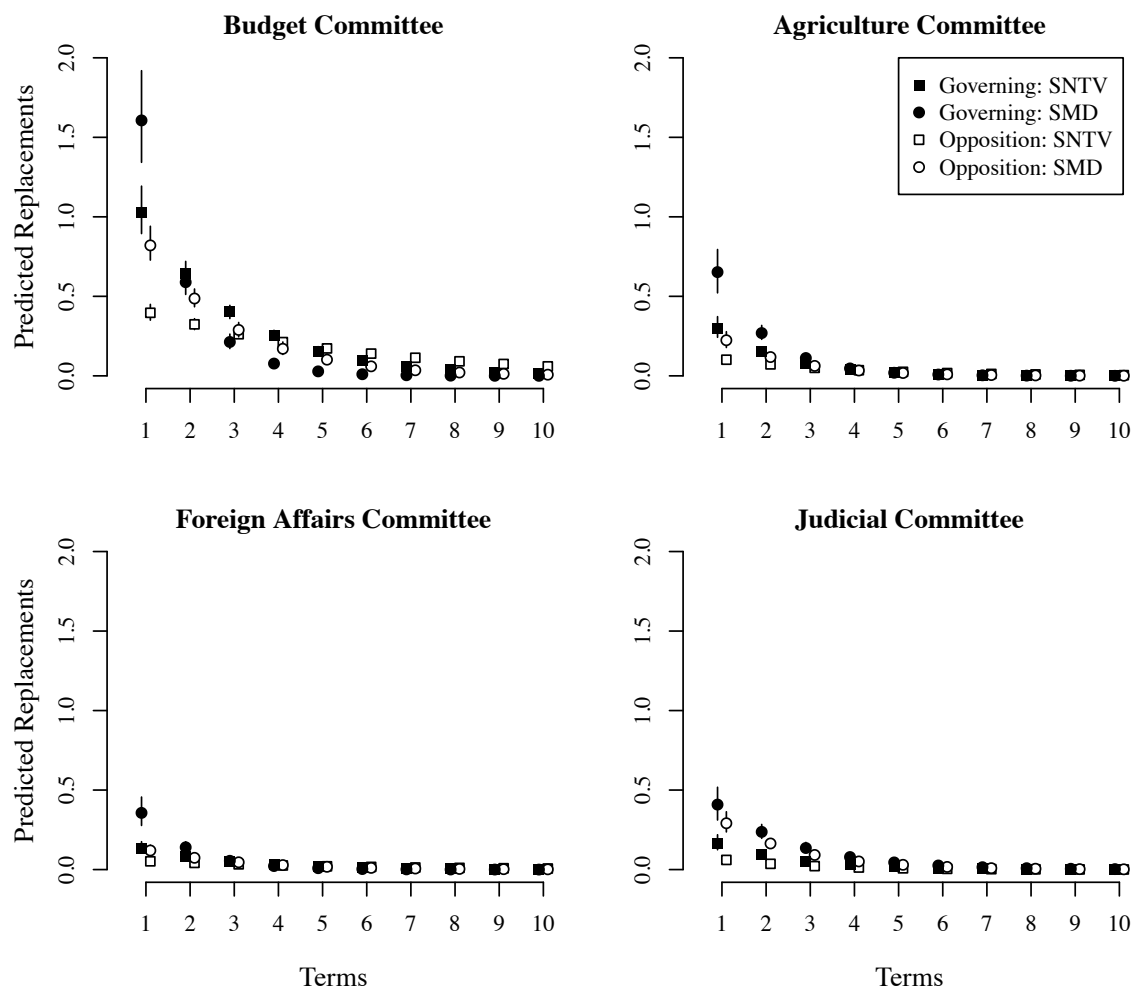 Budget Committee
Predicted Replacements
2.0
1.5
1.0
0.5
0.0
1 2 3 4 5 6 7 8 9 10
Agriculture Committee
2.0
1.5
1.0
0.5
0.0
Governing: SNTV
Governing: SMD
Opposition: SNTV
Opposition: SMD
1 2 3 4 5 6 7 8 9 10
Foreign Affairs Committee
Predicted Replacements
2.0
1.5
1.0
0.5
0.0
1 2 3 4 5 6 7 8 9 10
Terms
Judicial Committee
2.0
1.5
1.0
0.5
0.0
1 2 3 4 5 6 7 8 9 10
Terms